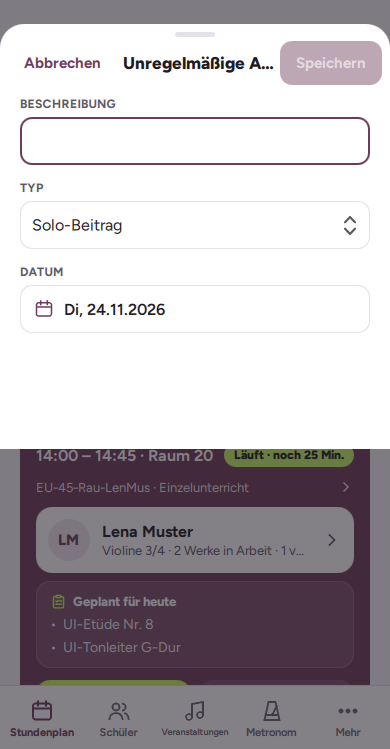 Abbrechen
Unregelmäßige A...
Speichern
BESCHREIBUNG
TYP
Solo-Beitrag
DATUM
Di, 24.11.2026
14:00 – 14:45 · Raum 20
Läuft · noch 25 Min.
EU-45-Rau-LenMus · Einzelunterricht
LM
Lena Muster
Violine 3/4 · 2 Werke in Arbeit · 1 v...
Geplant für heute
• UI-Etüde Nr. 8
• UI-Tonleiter G-Dur
Stundenplan
Schüler
Veranstaltungen
Metronom
Mehr